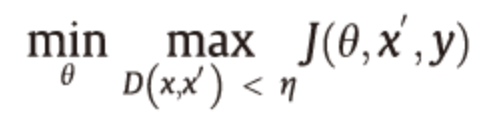 min max J(θ, x′, y)
θ D(x,x′) < η